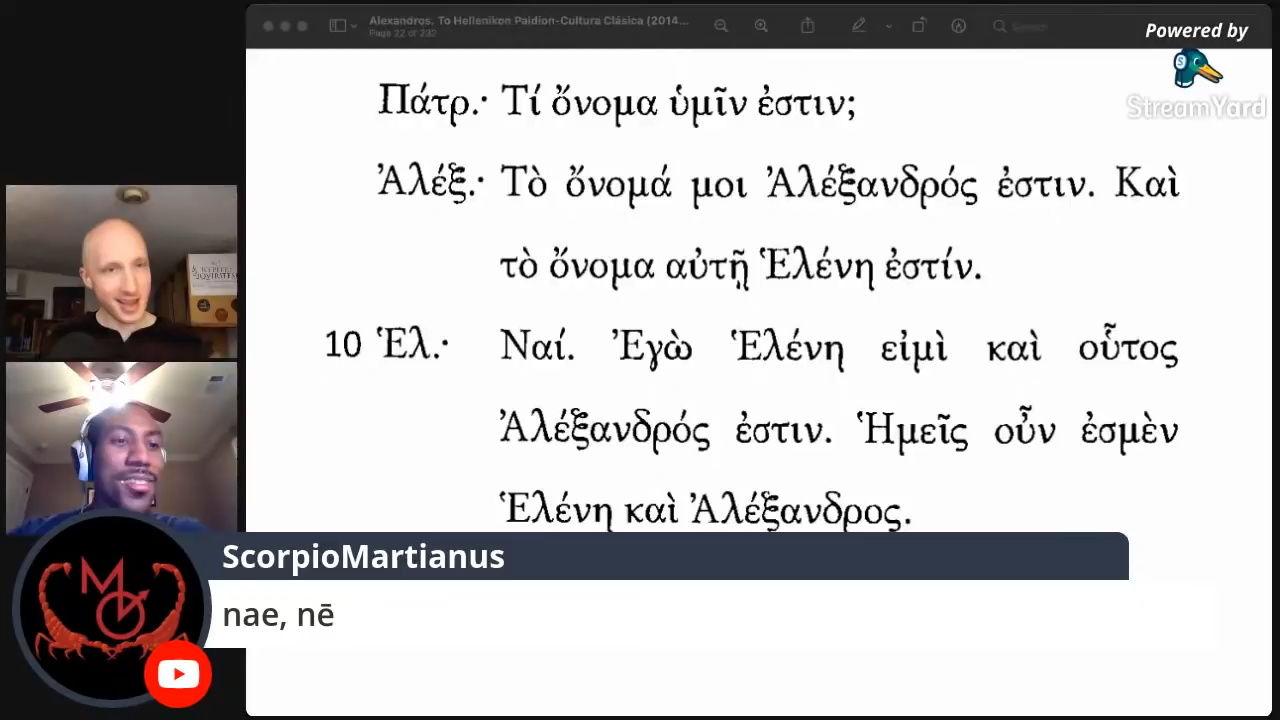 Alexandros. To Hellenikon Paidion-Cultura Clásica (2014...
Page 22 of 232
Search
Powered by
StreamYard
Πάτρ.· Τί ὄνομα ὑμῖν ἐστιν;
Ἀλέξ.· Τὸ ὄνομά μοι Ἀλέξανδρός ἐστιν. Καὶ
τὸ ὄνομα αὐτῇ Ἑλένη ἐστίν.
10 Ἑλ.· Ναί. Ἐγὼ Ἑλένη εἰμὶ καὶ οὗτος
Ἀλέξανδρός ἐστιν. Ἡμεῖς οὖν ἐσμὲν
Ἑλένη καὶ Ἀλέξανδρος.
ScorpioMartianus
nae, nē